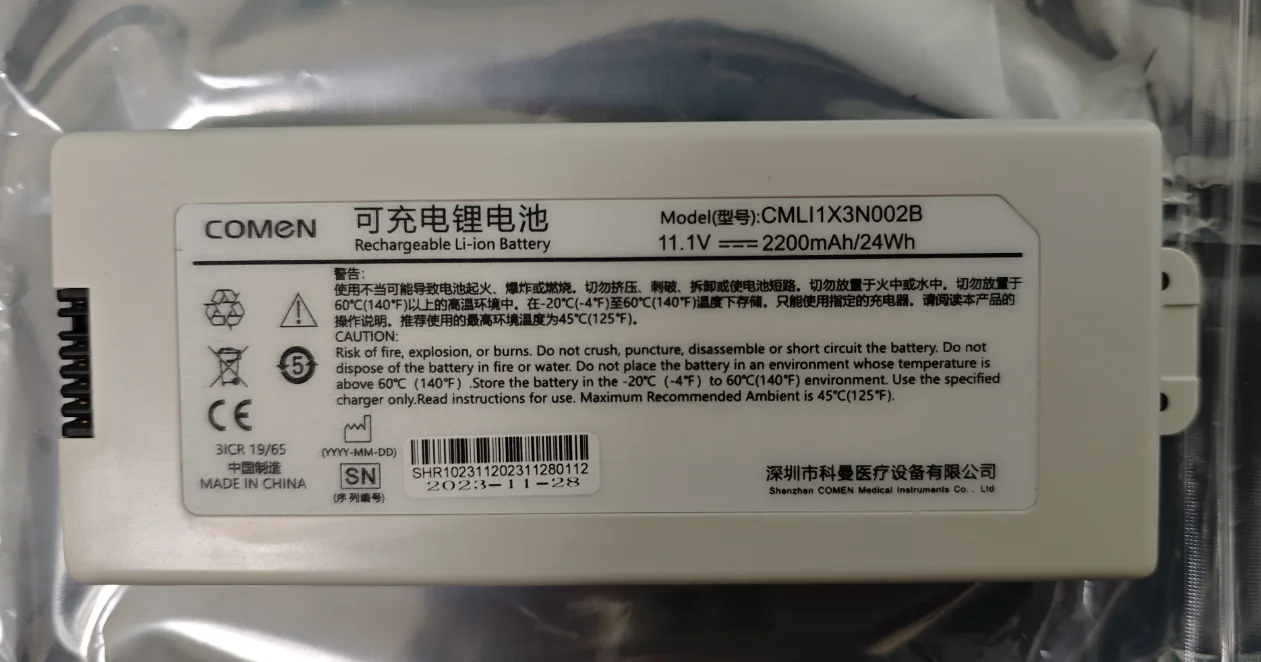 COMEN
可充电锂电池
Rechargeable Li-ion Battery
Model(型号):CMLI1X3N002B
11.1V ⎓ 2200mAh/24Wh
警告:
使用不当可能导致电池起火、爆炸或燃烧。切勿挤压、刺破、拆卸或使电池短路。切勿放置于火中或水中。切勿放置于
60℃(140℉)以上的高温环境中。在-20℃(-4℉)至60℃(140℉)温度下存储。只能使用指定的充电器。请阅读本产品的
操作说明。推荐使用的最高环境温度为45℃(125℉)。
CAUTION:
Risk of fire, explosion, or burns. Do not crush, puncture, disassemble or short circuit the battery. Do not
dispose of the battery in fire or water. Do not place the battery in an environment whose temperature is
above 60℃（140℉）.Store the battery in the -20℃（-4℉）to 60℃(140℉) environment. Use the specified
charger only.Read instructions for use. Maximum Recommended Ambient is 45℃(125℉).
5
CE
3ICR 19/65
中国制造
MADE IN CHINA
(YYYY-MM-DD)
SN
(序列编号)
SHR102311202311280112
2023-11-28
深圳市科曼医疗设备有限公司
Shenzhen COMEN Medical Instruments Co., Ltd